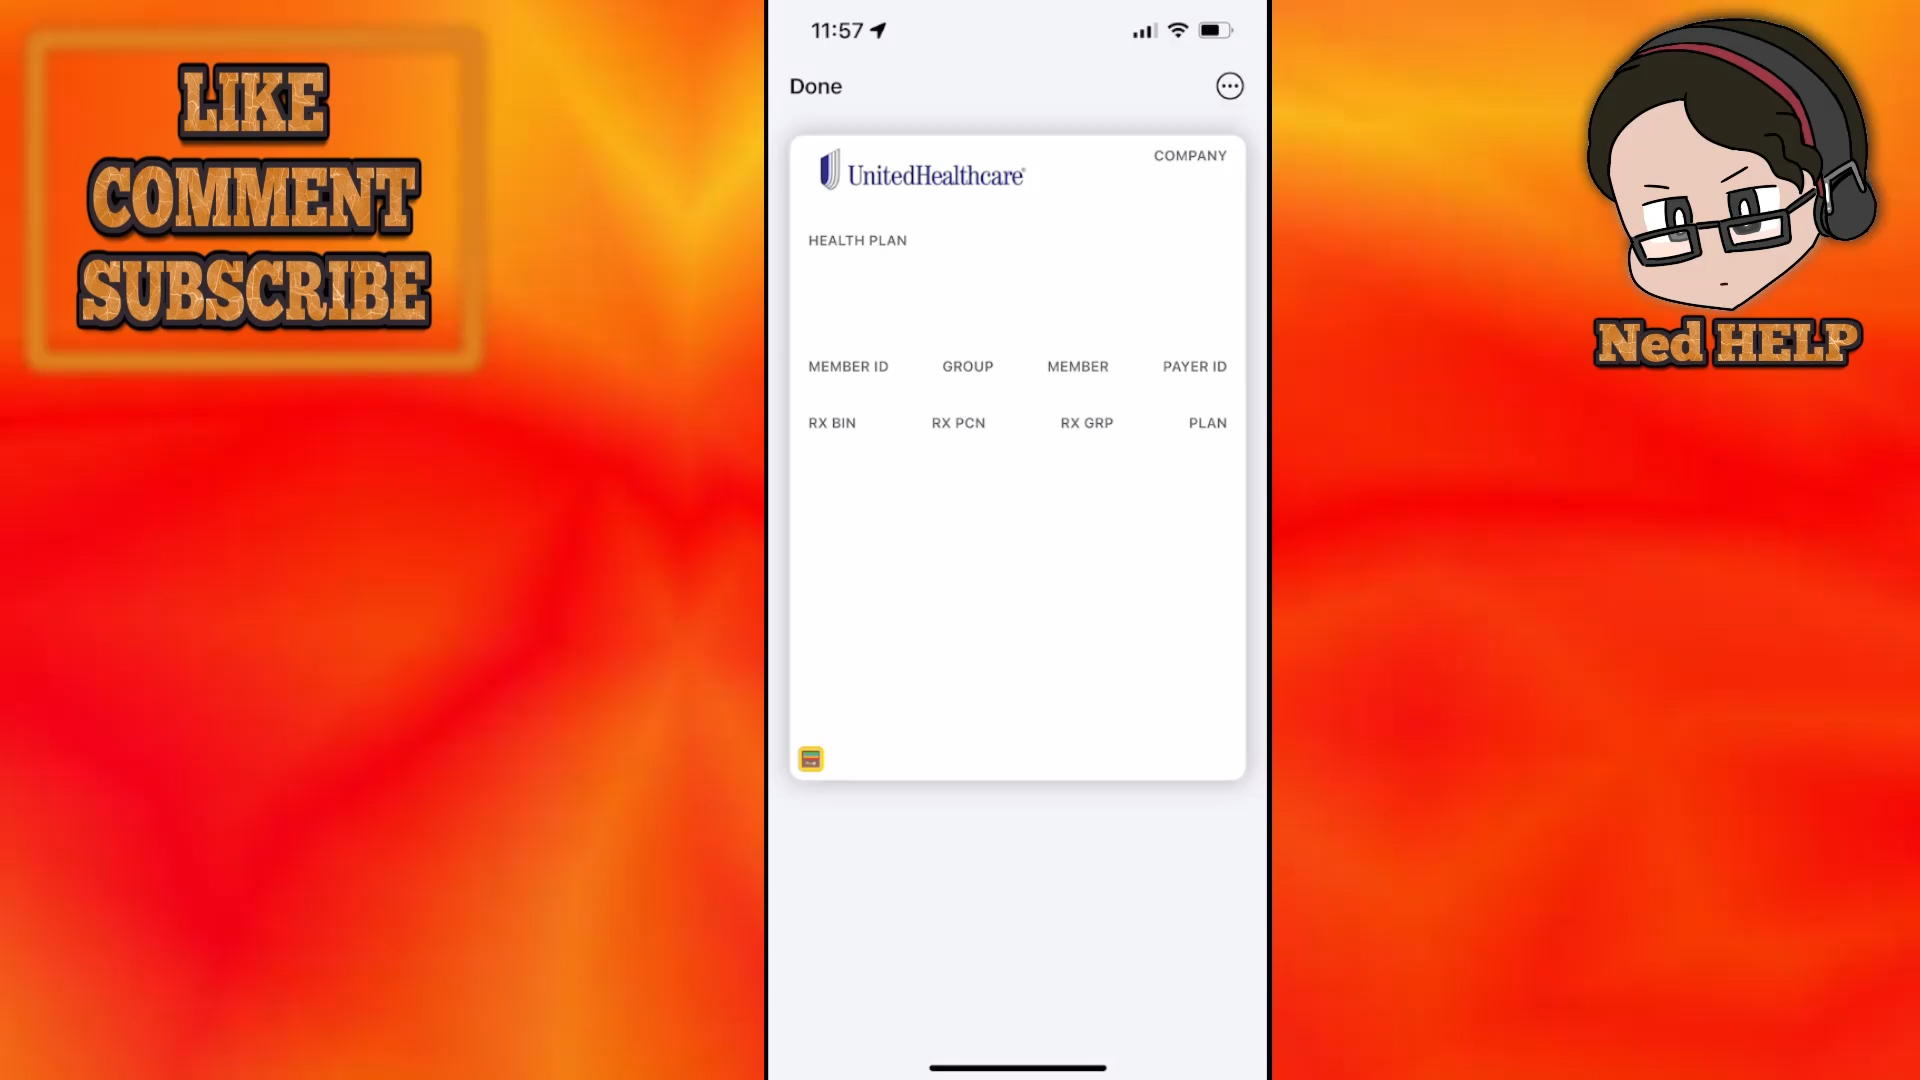 LIKE
COMMENT
SUBSCRIBE
11:57
Done
UnitedHealthcare®
COMPANY
HEALTH PLAN
MEMBER ID GROUP MEMBER PAYER ID
RX BIN RX PCN RX GRP PLAN
Ned HELP